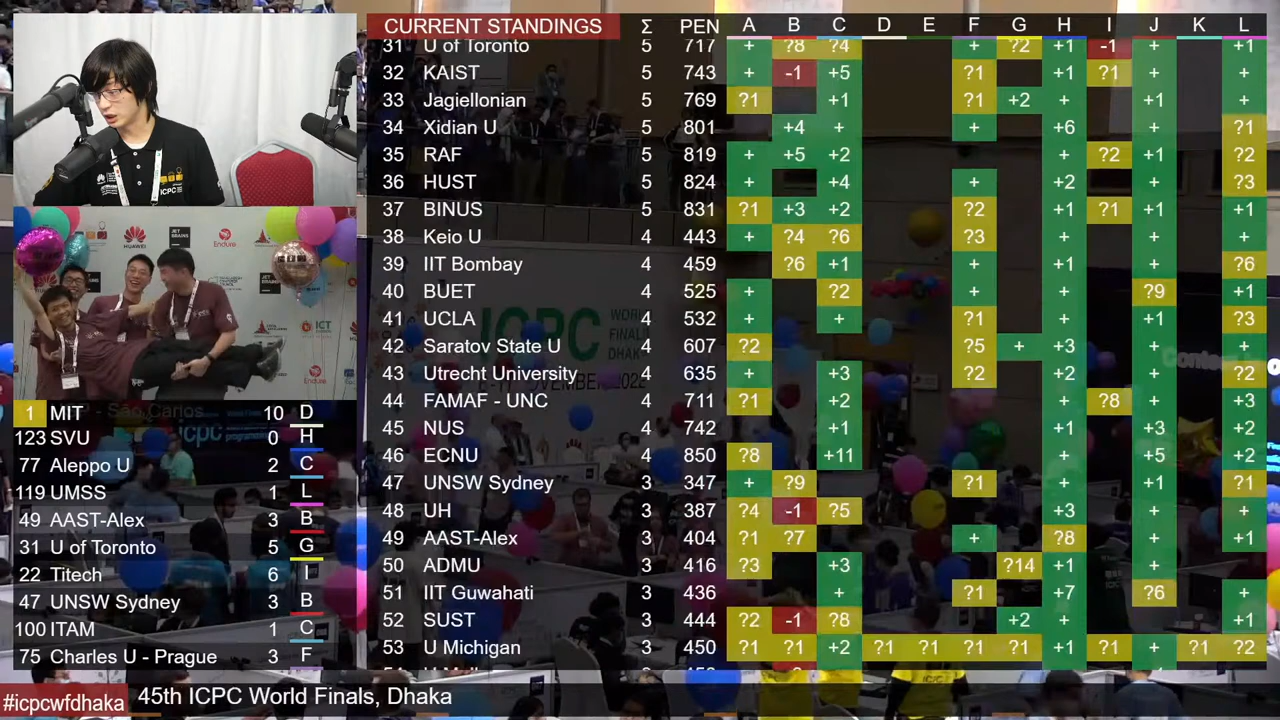 CURRENT STANDINGS Σ PEN A B C D E F G H I J K L
31 U of Toronto 5 717 + ?8 ?4 ?2 +1 -1 + +1
32 KAIST 5 743 + -1 +5 ?1 +1 ?1 + +
33 Jagiellonian 5 769 ?1 +1 ?1 +2 + +1 +
34 Xidian U 5 801 +4 + + +6 + ?1
35 RAF 5 819 + +5 +2 + ?2 +1 ?2
36 HUST 5 824 + +4 + +2 + ?3
37 BINUS 5 831 ?1 +3 +2 ?2 +1 ?1 +1 +1
38 Keio U 4 443 + ?4 ?6 ?3 + + +
39 IIT Bombay 4 459 ?6 +1 + +1 + ?6
40 BUET 4 525 + ?2 + + ?9 +1
41 UCLA 4 532 + + ?1 + +1 ?3
42 Saratov State U 4 607 ?2 ?5 + +3 + +
43 Utrecht University 4 635 + +3 ?2 +2 + ?2
44 FAMAF - UNC 4 711 ?1 +2 + ?8 + +3
45 NUS 4 742 +1 +1 +3 +2
46 ECNU 4 850 ?8 +11 + +5 +2
47 UNSW Sydney 3 347 + ?9 ?1 + +1 ?1
48 UH 3 387 ?4 -1 ?5 +3 + +
49 AAST-Alex 3 404 ?1 ?7 + ?8 + +1
50 ADMU 3 416 ?3 +3 ?14 +1 +
51 IIT Guwahati 3 436 + ?1 +7 ?6 +
52 SUST 3 444 ?2 -1 ?8 +2 + +1
53 U Michigan 3 450 ?1 ?1 +2 ?1 ?1 ?1 ?1 +1 ?1 + ?1 ?2
HUAWEI
JET BRAINS
Endure
ICT
1 MIT 10 D
123 SVU 0 H
77 Aleppo U 2 C
119 UMSS 1 L
49 AAST-Alex 3 B
31 U of Toronto 5 G
22 Titech 6 I
47 UNSW Sydney 3 B
100 ITAM 1 C
75 Charles U - Prague 3 F
#icpcwfdhaka
45th ICPC World Finals, Dhaka